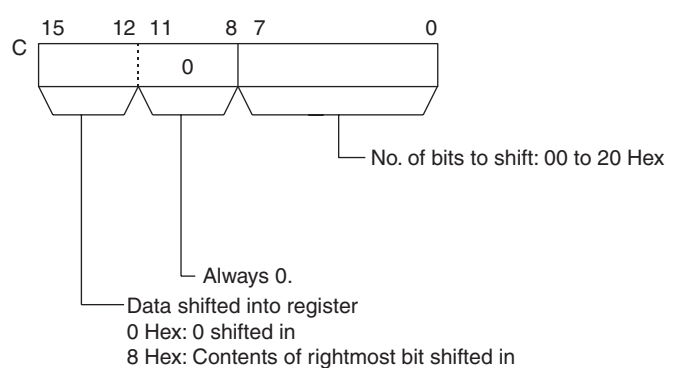 15 12 11 8 7 0
C
0
No. of bits to shift: 00 to 20 Hex
Always 0.
Data shifted into register
0 Hex: 0 shifted in
8 Hex: Contents of rightmost bit shifted in